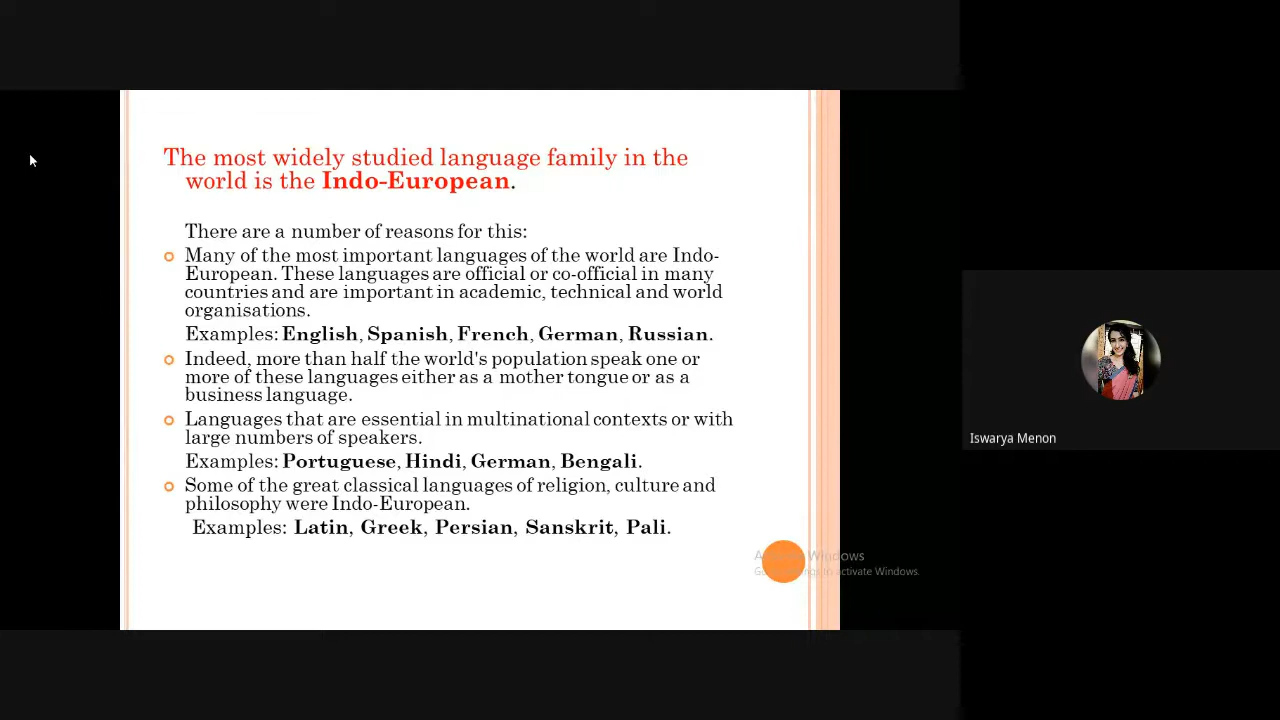 The most widely studied language family in the
world is the Indo-European.
There are a number of reasons for this:
Many of the most important languages of the world are Indo-
European. These languages are official or co-official in many
countries and are important in academic, technical and world
organisations.
Examples: English, Spanish, French, German, Russian.
Indeed, more than half the world's population speak one or
more of these languages either as a mother tongue or as a
business language.
Languages that are essential in multinational contexts or with
large numbers of speakers.
Examples: Portuguese, Hindi, German, Bengali.
Some of the great classical languages of religion, culture and
philosophy were Indo-European.
Examples: Latin, Greek, Persian, Sanskrit, Pali.
Iswarya Menon
Windows
activate Windows.